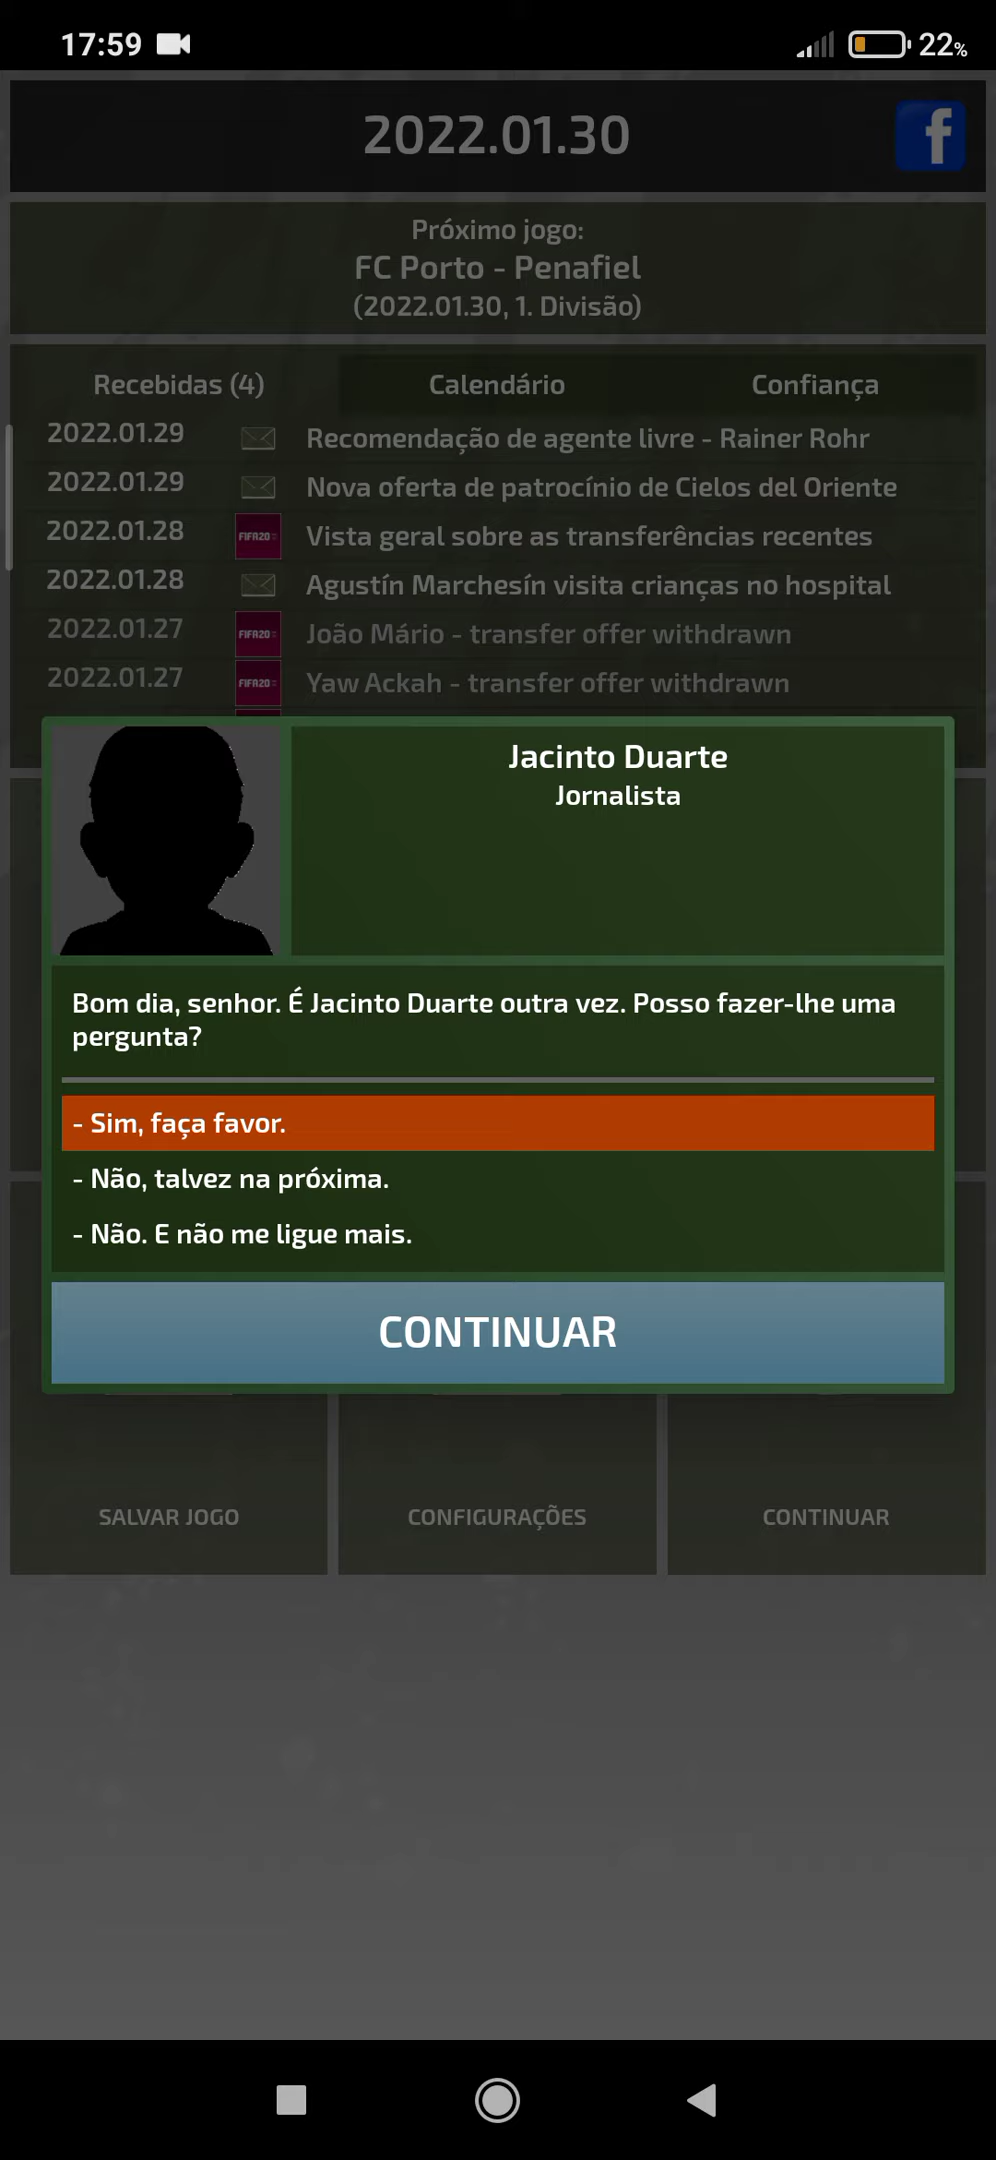 17:59
22%
2022.01.30
f
Próximo jogo:
FC Porto - Penafiel
(2022.01.30, 1. Divisão)
Recebidas (4) Calendário Confiança
2022.01.29 Recomendação de agente livre - Rainer Rohr
2022.01.29 Nova oferta de patrocínio de Cielos del Oriente
2022.01.28 FIFA20 Vista geral sobre as transferências recentes
2022.01.28 Agustín Marchesín visita crianças no hospital
2022.01.27 FIFA20 João Mário - transfer offer withdrawn
2022.01.27 FIFA20 Yaw Ackah - transfer offer withdrawn
Jacinto Duarte
Jornalista
Bom dia, senhor. É Jacinto Duarte outra vez. Posso fazer-lhe uma
pergunta?
- Sim, faça favor.
- Não, talvez na próxima.
- Não. E não me ligue mais.
CONTINUAR
SALVAR JOGO CONFIGURAÇÕES CONTINUAR